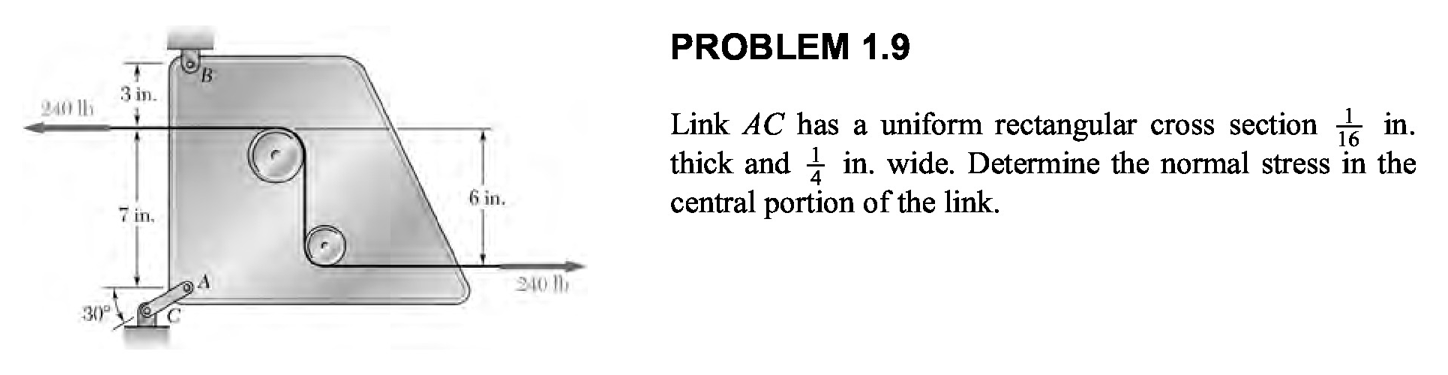 B
3 in.
240 lb
7 in.
6 in.
A
240 lb
30°
C
PROBLEM 1.9
Link AC has a uniform rectangular cross section 1/16 in.
thick and 1/4 in. wide. Determine the normal stress in the
central portion of the link.